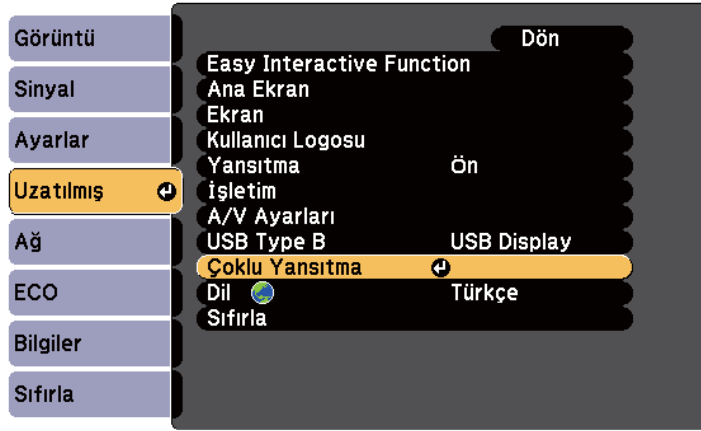 Görüntü
Sinyal
Ayarlar
Uzatılmış
Ağ
ECO
Bilgiler
Sıfırla
Dön
Easy Interactive Function
Ana Ekran
Ekran
Kullanıcı Logosu
Yansıtma Ön
İşletim
A/V Ayarları
USB Type B USB Display
Çoklu Yansıtma
Dil Türkçe
Sıfırla